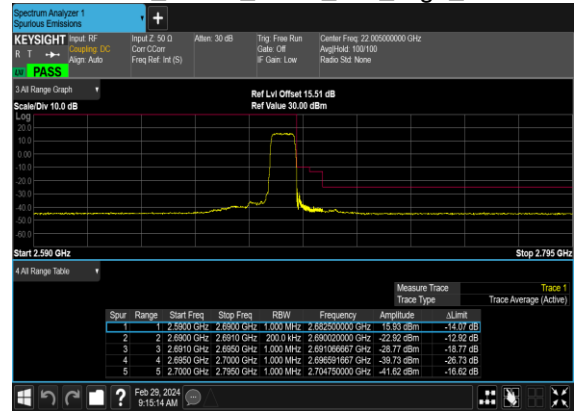 Spectrum Analyzer 1
Spurious Emissions
KEYSIGHT Input: RF Input Z: 50 Ω Atten: 30 dB Trig: Free Run Center Freq: 22.005000000 GHz
R T Coupling: DC Corr CCorr Gate: Off Avg|Hold: 100/100
Align: Auto Freq Ref: Int (S) IF Gain: Low Radio Std: None
PASS
3 All Range Graph
Ref Lvl Offset 15.51 dB
Scale/Div 10.0 dB Ref Value 30.00 dBm
Log
20.0
10.0
0.00
-10.0
-20.0
-30.0
-40.0
-50.0
-60.0
Start 2.590 GHz Stop 2.795 GHz
4 All Range Table
Measure Trace Trace 1
Trace Type Trace Average (Active)
Spur Range Start Freq Stop Freq RBW Frequency Amplitude ΔLimit
1 1 2.5900 GHz 2.6900 GHz 1.000 MHz 2.682500000 GHz 15.93 dBm -14.07 dB
2 2 2.6900 GHz 2.6910 GHz 200.0 kHz 2.690020000 GHz -22.92 dBm -12.92 dB
3 3 2.6910 GHz 2.6950 GHz 1.000 MHz 2.691066667 GHz -28.77 dBm -18.77 dB
4 4 2.6950 GHz 2.7000 GHz 1.000 MHz 2.696591667 GHz -39.73 dBm -26.73 dB
5 5 2.7000 GHz 2.7950 GHz 1.000 MHz 2.704750000 GHz -41.62 dBm -16.62 dB
Feb 29, 2024
9:15:14 AM